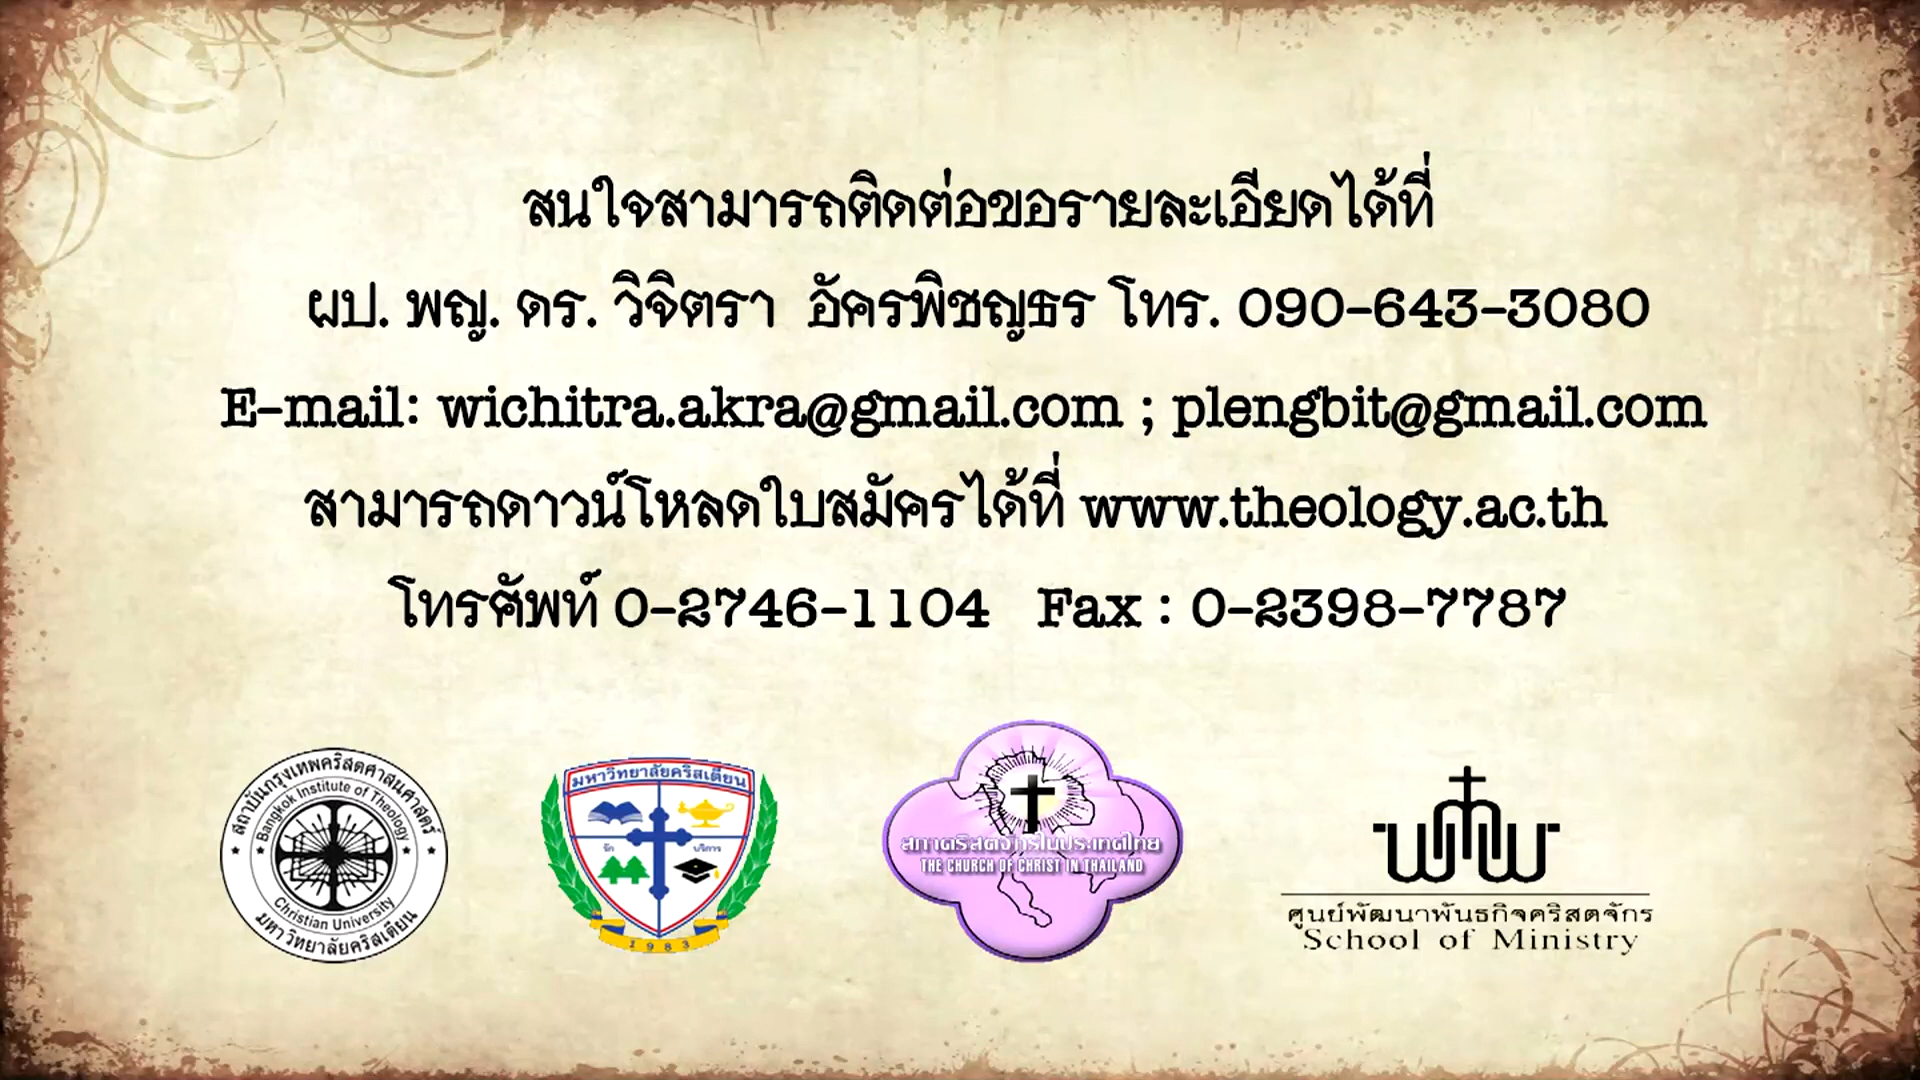 สนใจสามารถติดต่อขอรายละเอียดได้ที่
ผป. พญ. ดร. วิจิตรา อัครพิชญธร โทร. 090-643-3080
E-mail: wichitra.akra@gmail.com ; plengbit@gmail.com
สามารถดาวน์โหลดใบสมัครได้ที่ www.theology.ac.th
โทรศัพท์ 0-2746-1104 Fax : 0-2398-7787
สถาบันกรุงเทพคริสตศาสนศาสตร์
Bangkok Institute of Theology
Christian University
มหาวิทยาลัยคริสเตียน
มหาวิทยาลัยคริสเตียน
รัก บริการ
1983
สภาคริสตจักรในประเทศไทย
THE CHURCH OF CHRIST IN THAILAND
ศูนย์พัฒนาพันธกิจคริสตจักร
School of Ministry